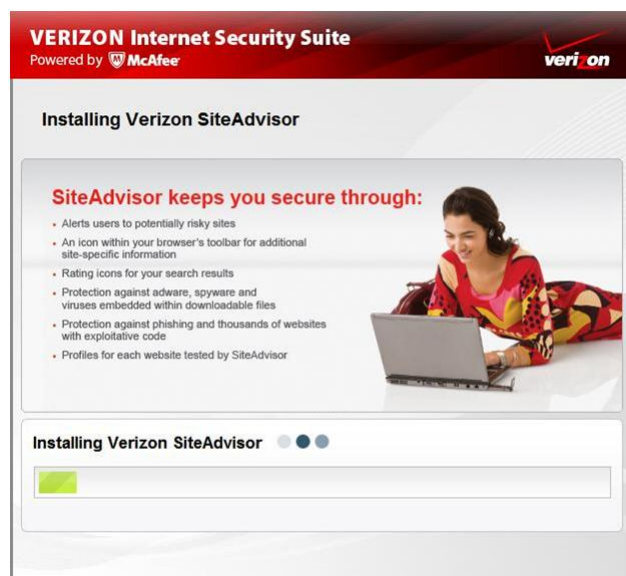 VERIZON Internet Security Suite
Powered by McAfee
verizon
Installing Verizon SiteAdvisor
SiteAdvisor keeps you secure through:
• Alerts users to potentially risky sites
• An icon within your browser's toolbar for additional
site-specific information
• Rating icons for your search results
• Protection against adware, spyware and
viruses embedded within downloadable files
• Protection against phishing and thousands of websites
with exploitative code
• Profiles for each website tested by SiteAdvisor
Installing Verizon SiteAdvisor